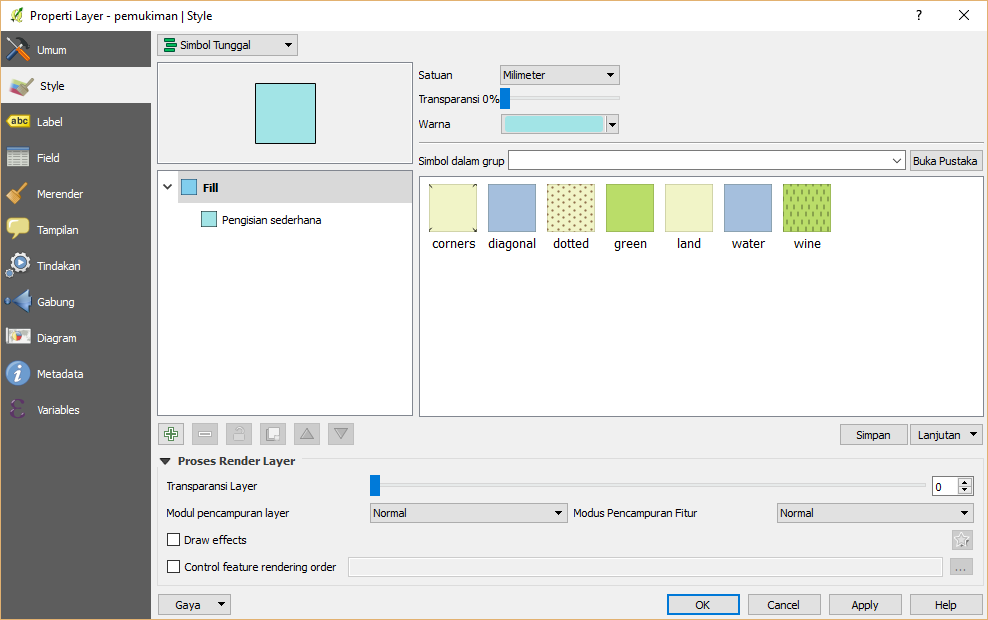 Properti Layer - pemukiman | Style
?
Umum
Style
abc Label
Field
Merender
Tampilan
Tindakan
Gabung
Diagram
Metadata
Variables
Simbol Tunggal
Satuan Milimeter
Transparansi 0%
Warna
Simbol dalam grup Buka Pustaka
Fill
Pengisian sederhana
corners diagonal dotted green land water wine
Simpan Lanjutan
Proses Render Layer
Transparansi Layer 0
Modul pencampuran layer Normal Modus Pencampuran Fitur Normal
Draw effects
Control feature rendering order ...
Gaya OK Cancel Apply Help